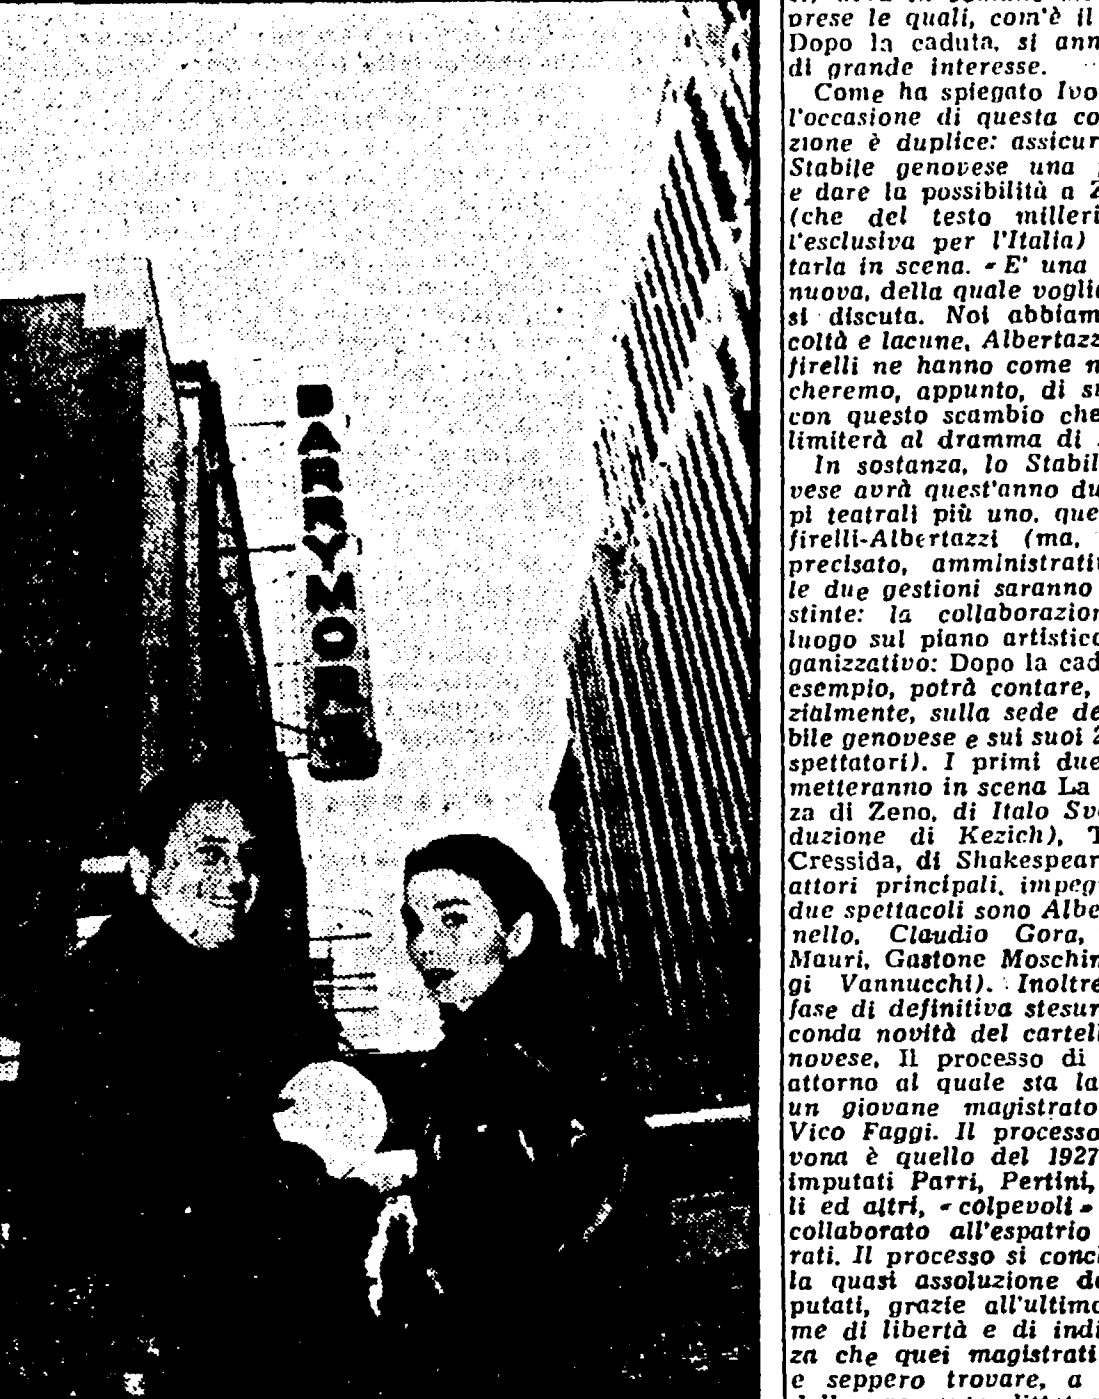 BARRYMORE
prese le quali, com'è il
Dopo la caduta, si ann
di grande interesse.
Come ha spiegato Ivo
l'occasione di questa co
zione è duplice: assicur
Stabile genovese una
e dare la possibilità a Z
(che del testo milleri
l'esclusiva per l'Italia)
tarla in scena. « E' una
nuova, della quale voglia
si discuta. Noi abbiam
coltà e lacune, Albertazz
firelli ne hanno come n
cheremo, appunto, di su
con questo scambio che
limiterà al dramma di
In sostanza, lo Stabil
vese avrà quest'anno du
pi teatrali più uno, que
firelli-Albertazzi (ma,
precisato, amministrativ
le due gestioni saranno
stinte: la collaborazion
luogo sul piano artistico
ganizzativo: Dopo la cad
esempio, potrà contare,
zialmente, sulla sede de
bile genovese e sui suoi 2
spettatori). I primi due
metteranno in scena La
za di Zeno, di Italo Sve
duzione di Kezich), T
Cressida, di Shakespear
attori principali, impegn
due spettacoli sono Albe
nello, Claudio Gora,
Mauri, Gastone Moschin
gi Vannucchi). Inoltre
fase di definitiva stesur
conda novità del cartell
novese, Il processo di
attorno al quale sta la
un giovane magistrato
Vico Faggi. Il processo
vona è quello del 1927
imputati Parri, Pertini,
li ed altri, « colpevoli »
collaborato all'espatrio
rati. Il processo si concl
la quasi assoluzione de
putati, grazie all'ultimo
me di libertà e di indi
za che quei magistrati
e seppero trovare, a